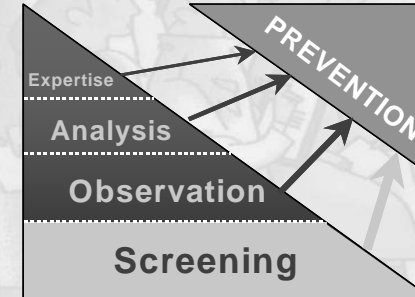 PREVENTION
Expertise
Analysis
Observation
Screening